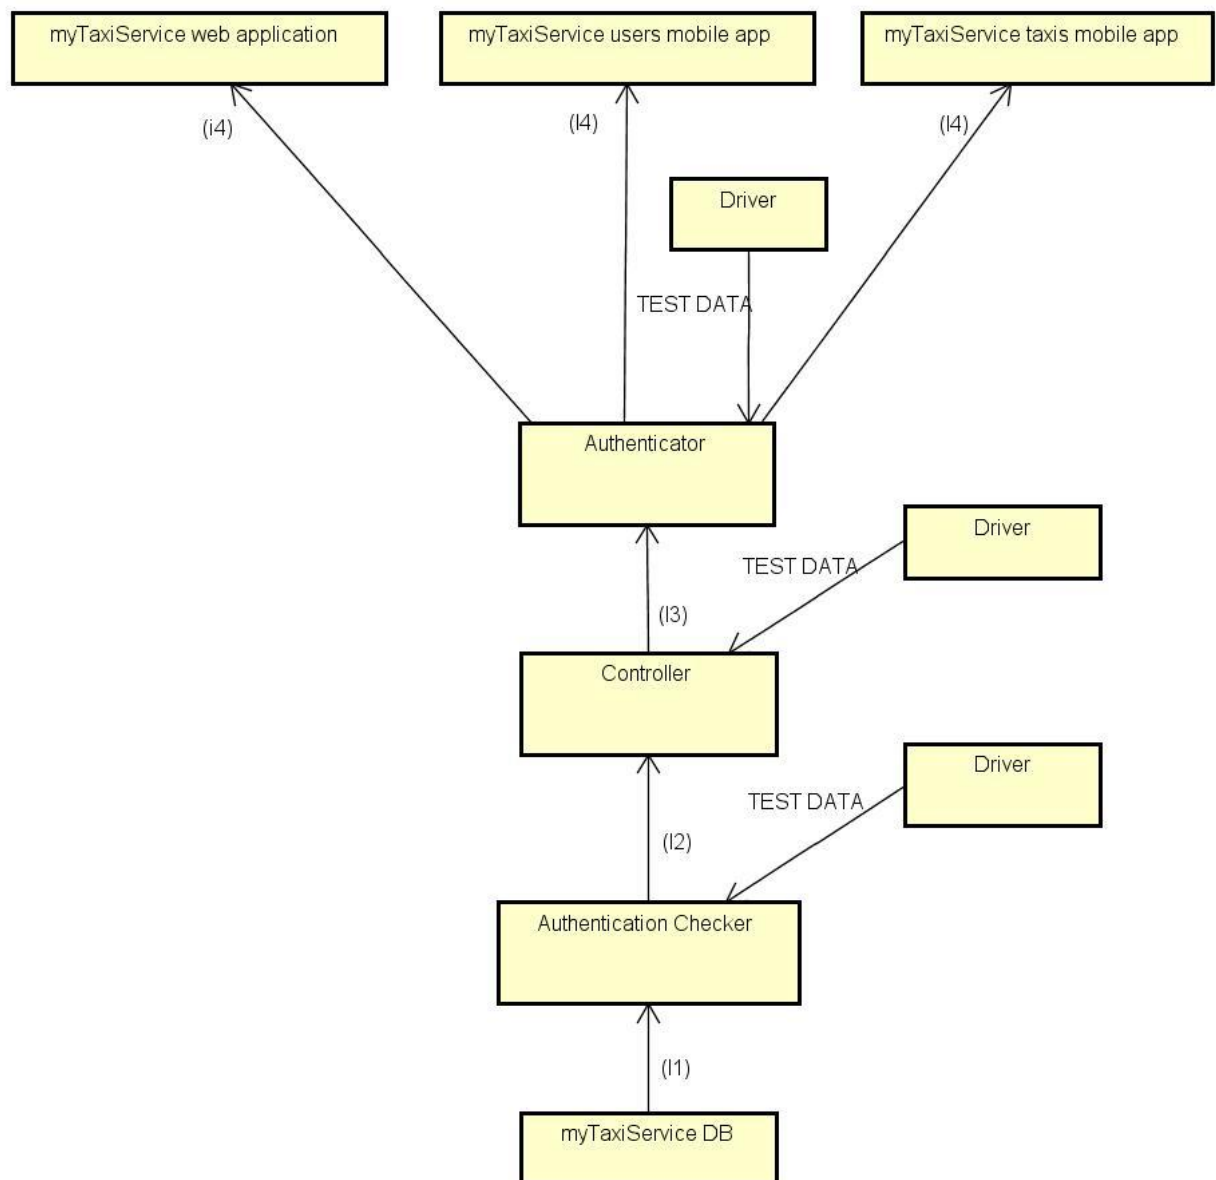 myTaxiService web application
myTaxiService users mobile app
myTaxiService taxis mobile app
(i4)
(I4)
(I4)
Driver
TEST DATA
Authenticator
Driver
TEST DATA
(I3)
Controller
Driver
TEST DATA
(I2)
Authentication Checker
(I1)
myTaxiService DB